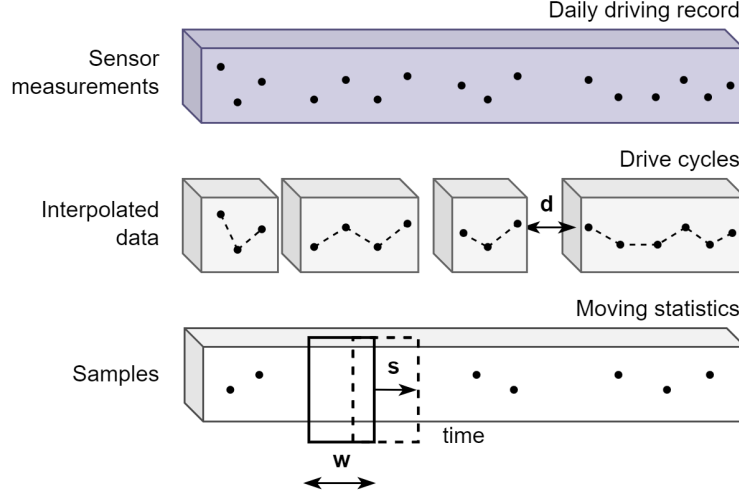 Daily driving record
Sensor
measurements
Drive cycles
Interpolated
data
d
Moving statistics
Samples
s
time
w